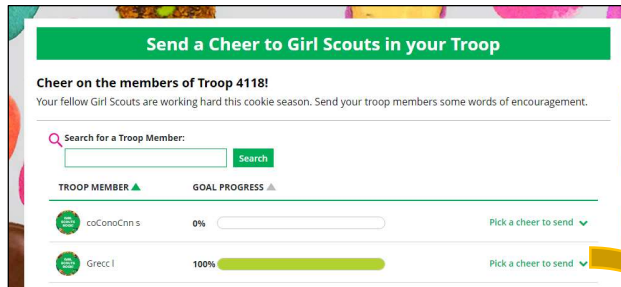 Send a Cheer to Girl Scouts in your Troop
Cheer on the members of Troop 4118!
Your fellow Girl Scouts are working hard this cookie season. Send your troop members some words of encouragement.
Search for a Troop Member:
Search
TROOP MEMBER ▲ GOAL PROGRESS ▲
coConoCnn s 0% Pick a cheer to send
Grecc l 100% Pick a cheer to send